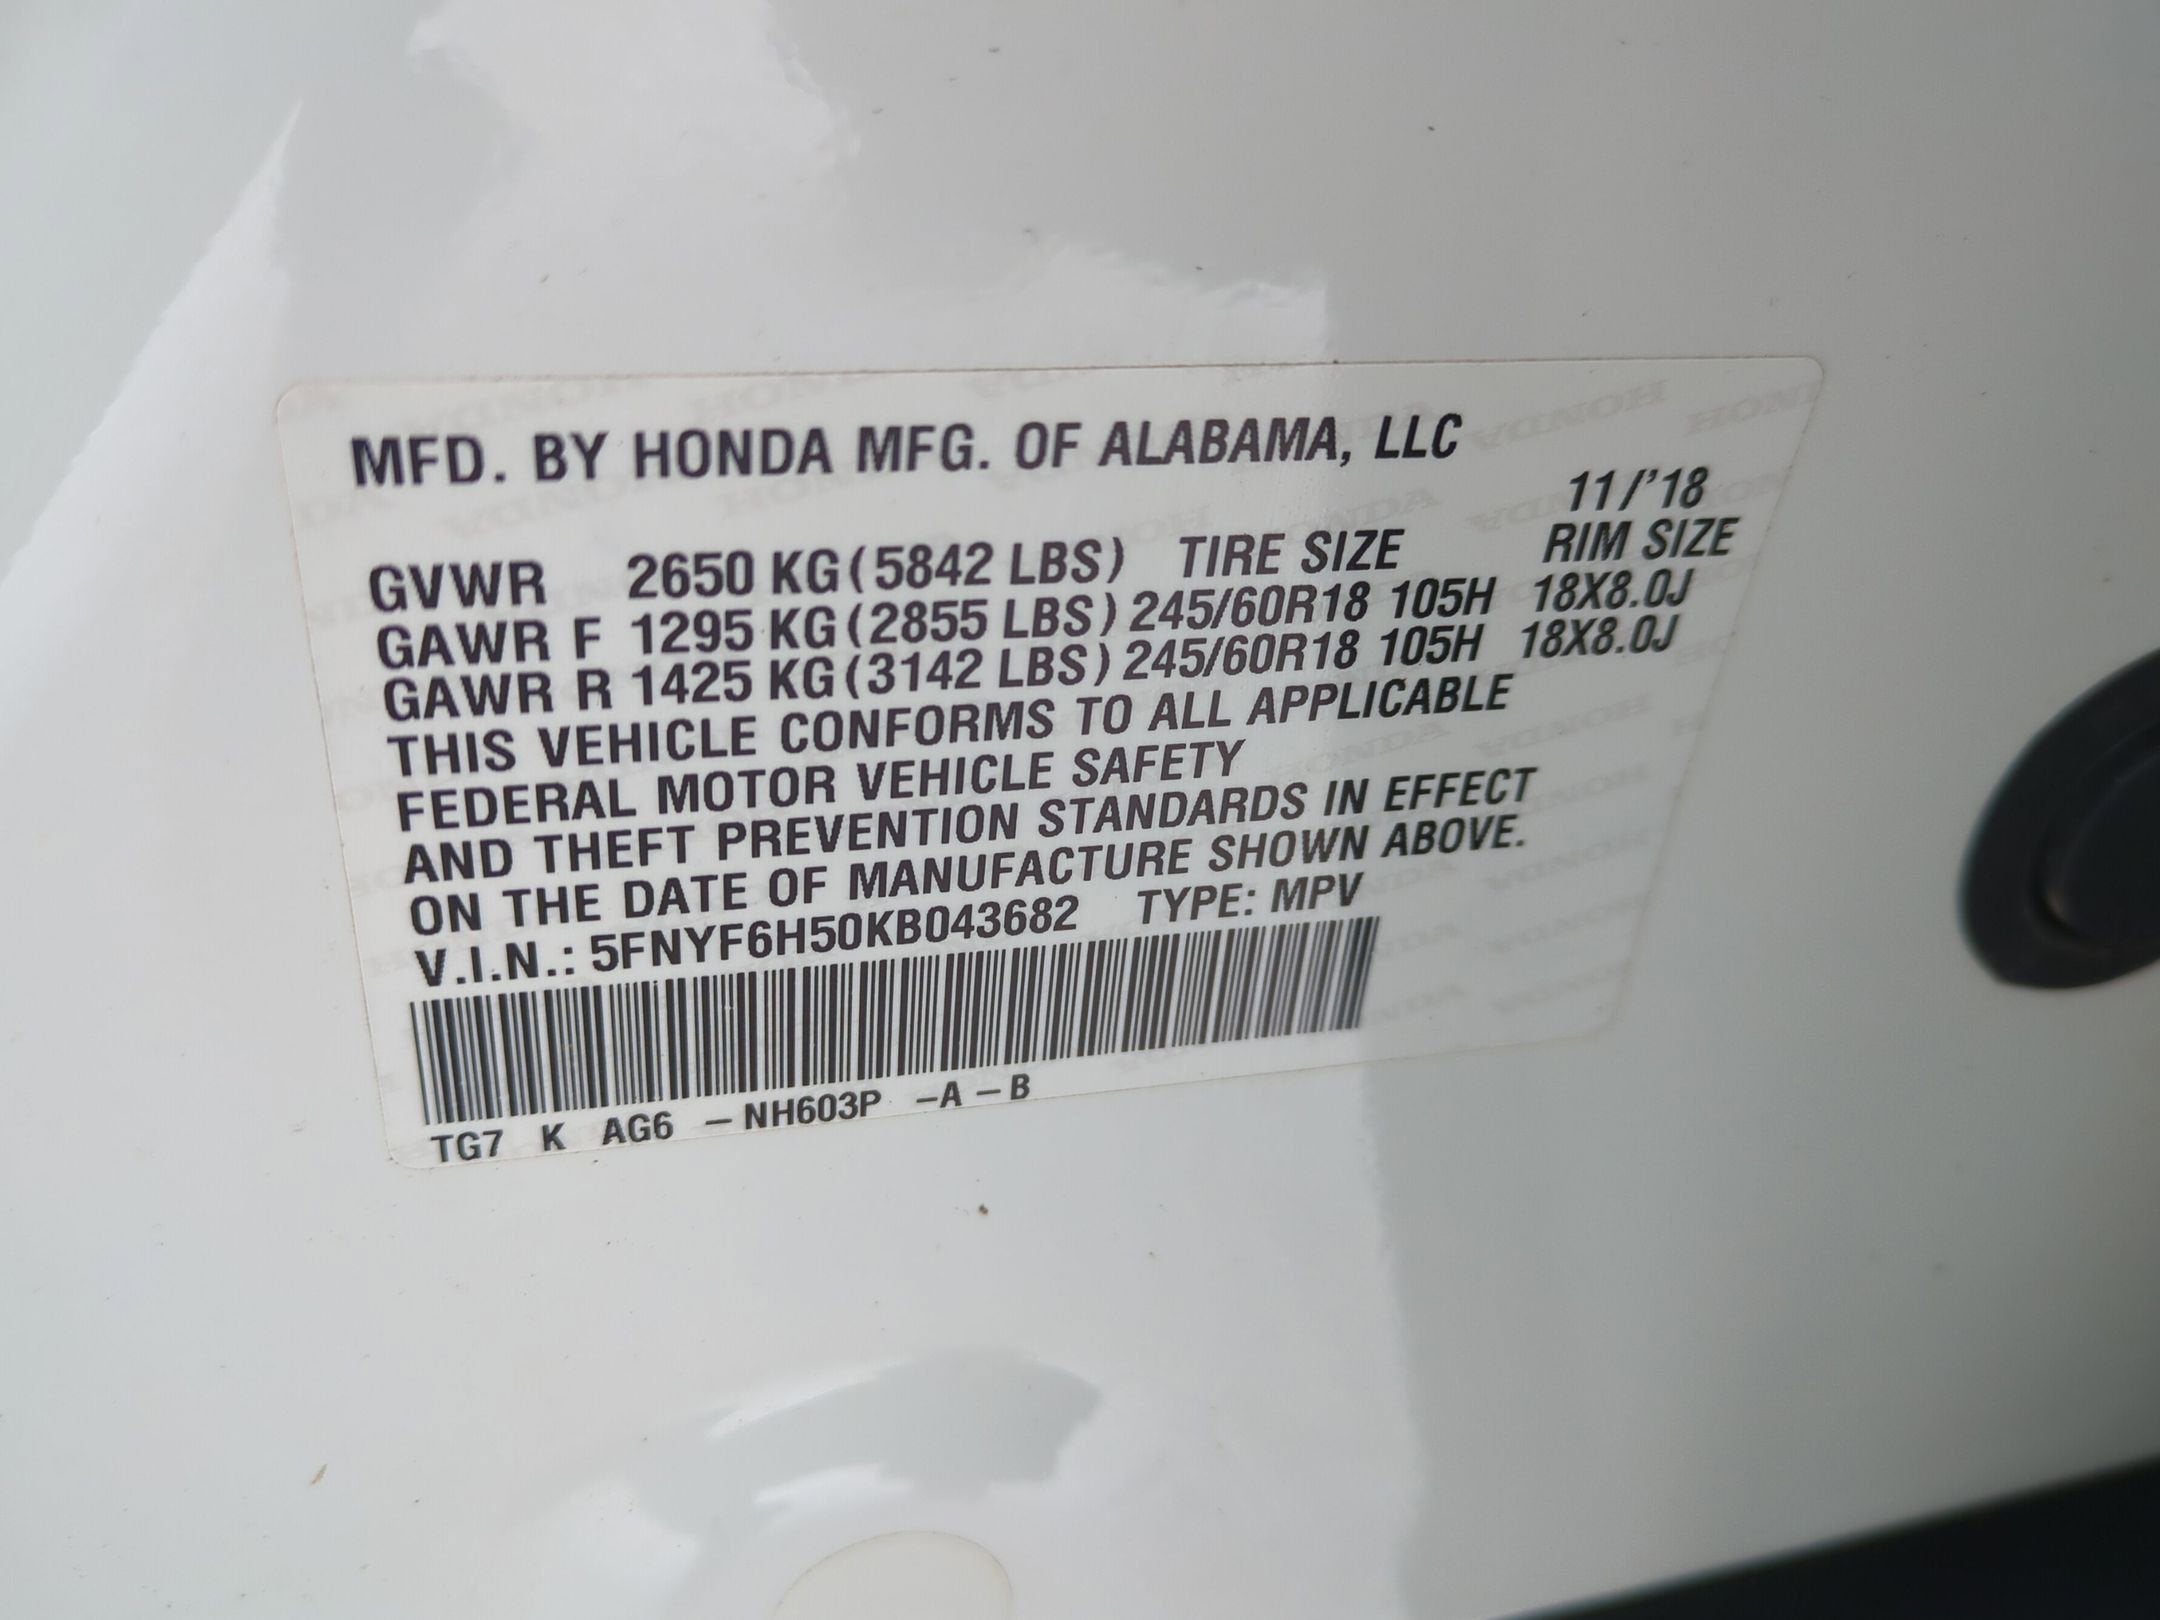 MFD. BY HONDA MFG. OF ALABAMA, LLC
11/'18
GVWR 2650 KG (5842 LBS) TIRE SIZE RIM SIZE
GAWR F 1295 KG (2855 LBS) 245/60R18 105H 18X8.0J
GAWR R 1425 KG (3142 LBS) 245/60R18 105H 18X8.0J
THIS VEHICLE CONFORMS TO ALL APPLICABLE
FEDERAL MOTOR VEHICLE SAFETY
AND THEFT PREVENTION STANDARDS IN EFFECT
ON THE DATE OF MANUFACTURE SHOWN ABOVE.
V.I.N.: 5FNYF6H50KB043682 TYPE: MPV
TG7 K AG6 – NH603P –A – B